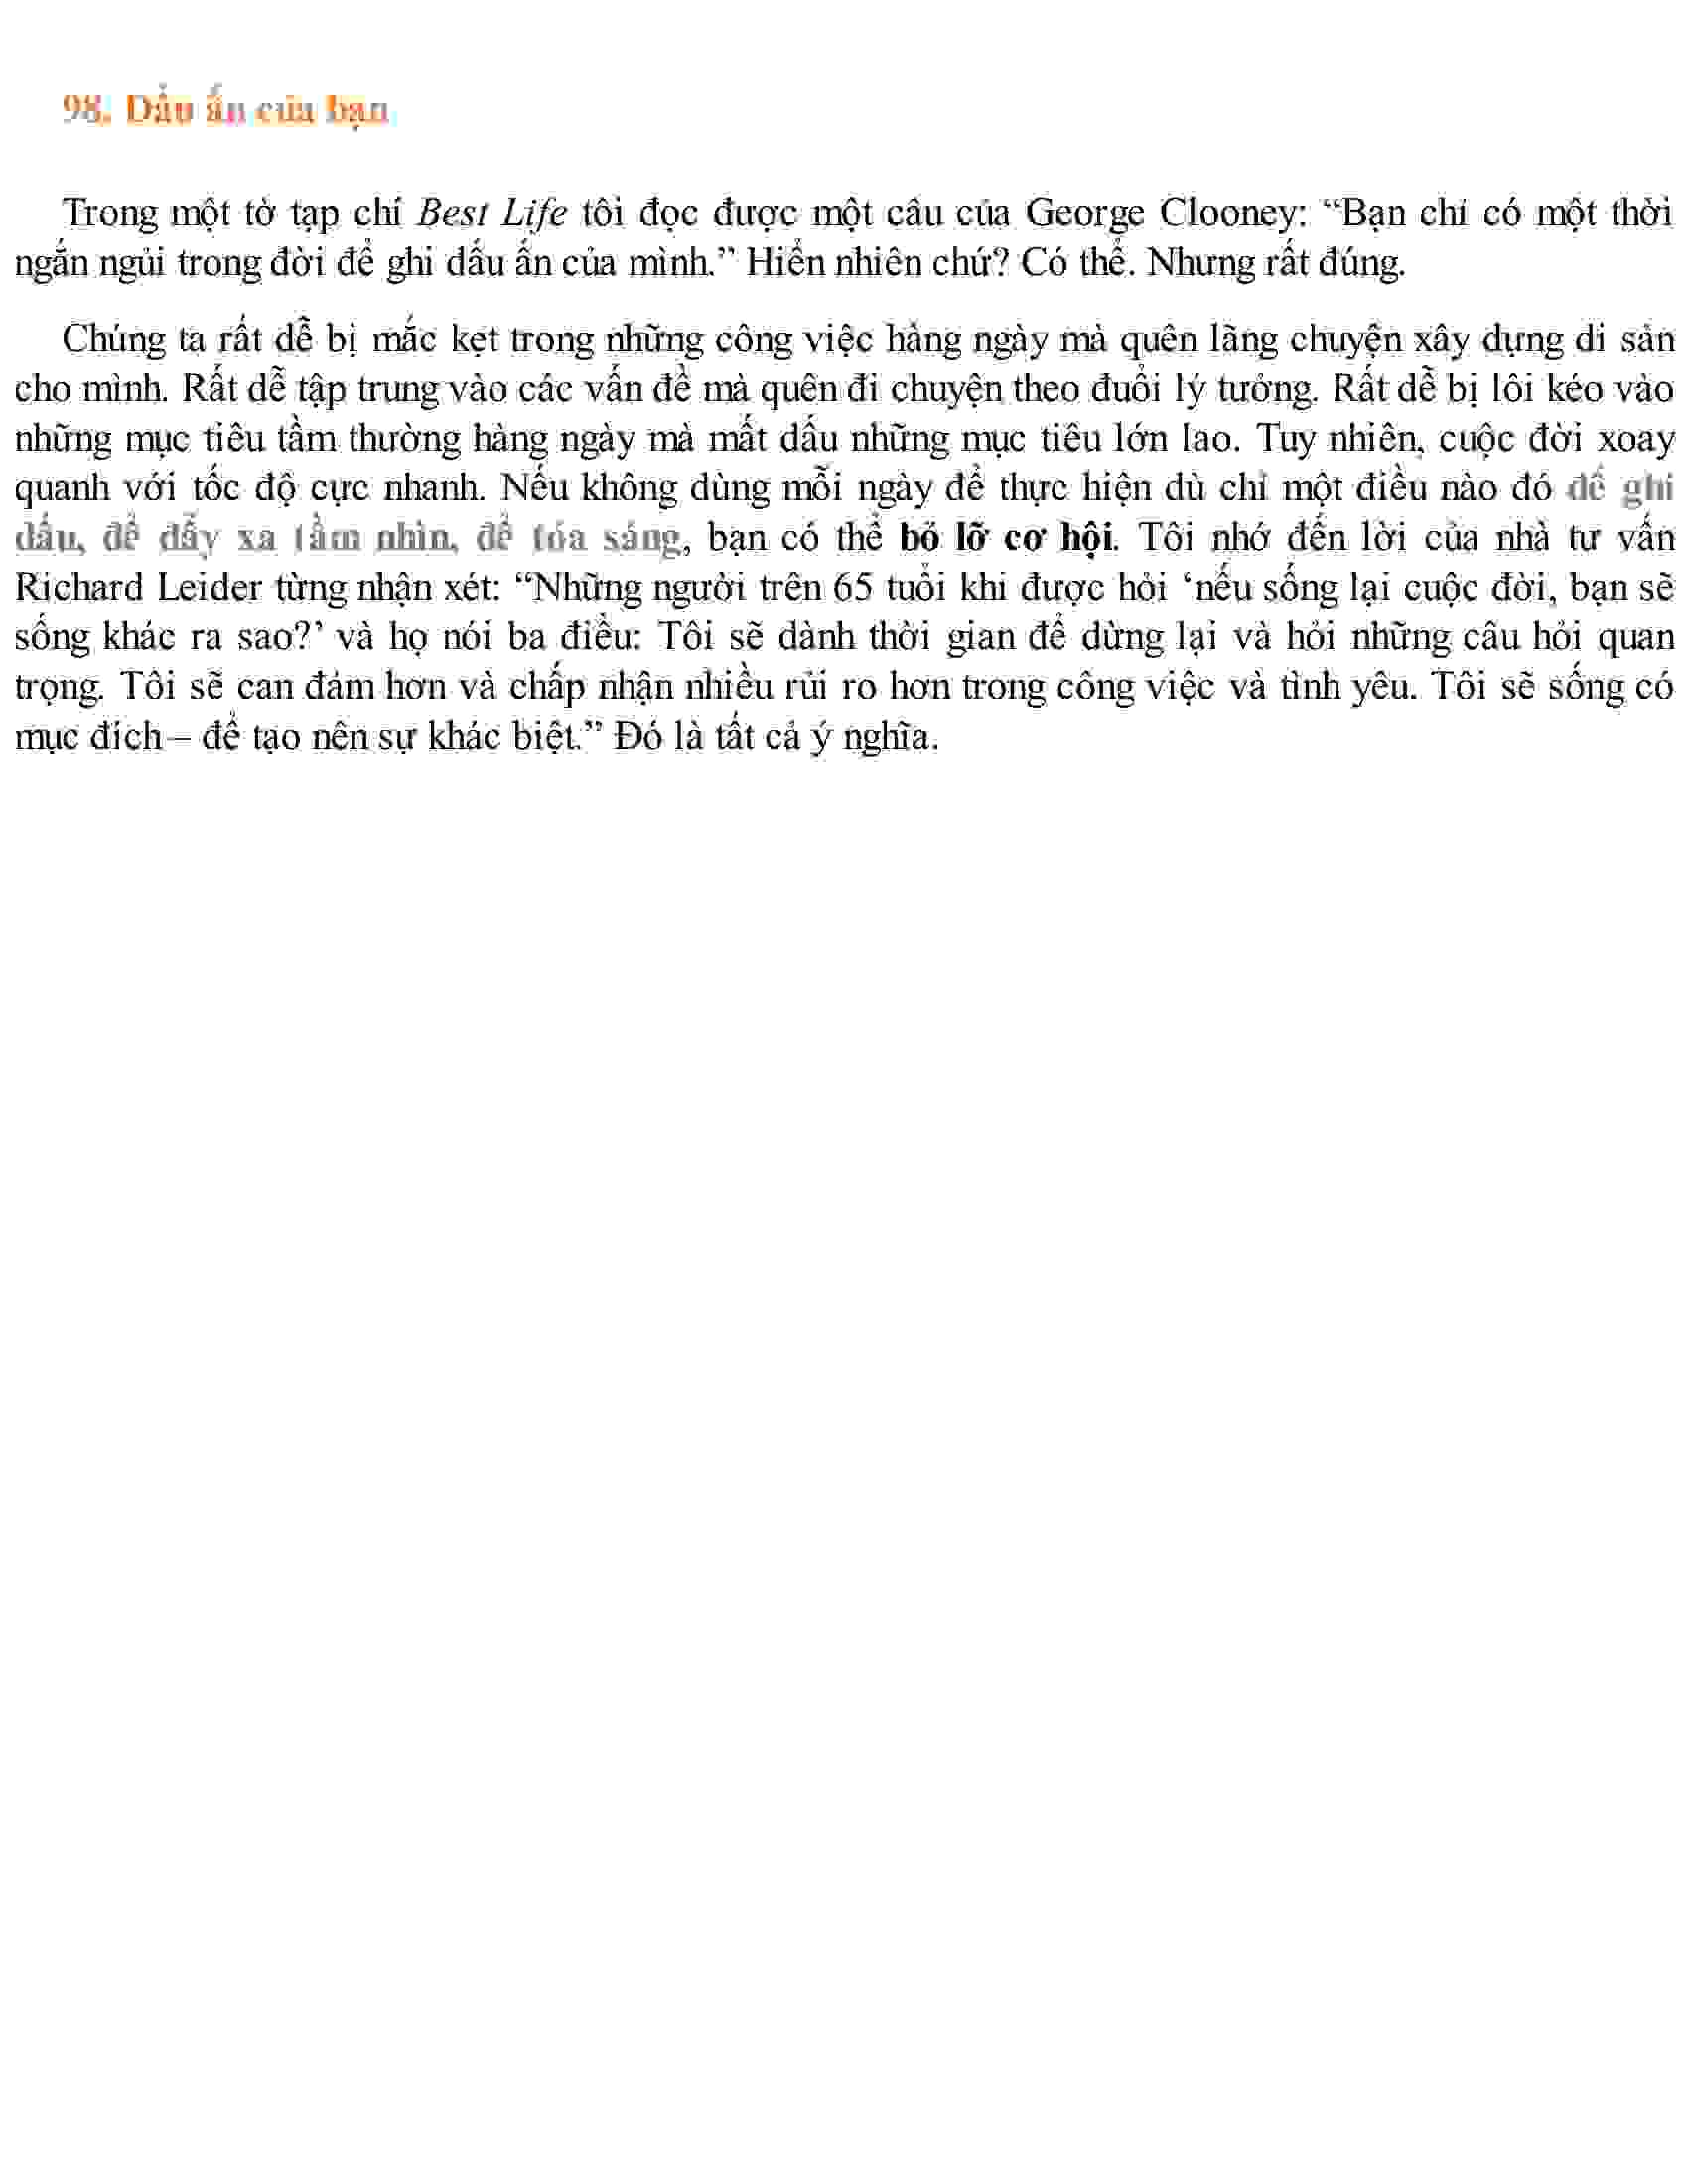 98. Dấu ấn của bạn
Trong một tờ tạp chí Best Life tôi đọc được một câu của George Clooney: “Bạn chỉ có một thời
ngắn ngủi trong đời để ghi dấu ấn của mình.” Hiển nhiên chứ? Có thể. Nhưng rất đúng.
Chúng ta rất dễ bị mắc kẹt trong những công việc hàng ngày mà quên lãng chuyện xây dựng di sản
cho mình. Rất dễ tập trung vào các vấn đề mà quên đi chuyện theo đuổi lý tưởng. Rất dễ bị lôi kéo vào
những mục tiêu tầm thường hàng ngày mà mất dấu những mục tiêu lớn lao. Tuy nhiên, cuộc đời xoay
quanh với tốc độ cực nhanh. Nếu không dùng mỗi ngày để thực hiện dù chỉ một điều nào đó để ghi
dấu, để đẩy xa tầm nhìn, để tỏa sáng, bạn có thể bỏ lỡ cơ hội. Tôi nhớ đến lời của nhà tư vấn
Richard Leider từng nhận xét: “Những người trên 65 tuổi khi được hỏi ‘nếu sống lại cuộc đời, bạn sẽ
sống khác ra sao?’ và họ nói ba điều: Tôi sẽ dành thời gian để dừng lại và hỏi những câu hỏi quan
trọng. Tôi sẽ can đảm hơn và chấp nhận nhiều rủi ro hơn trong công việc và tình yêu. Tôi sẽ sống có
mục đích – để tạo nên sự khác biệt.” Đó là tất cả ý nghĩa.